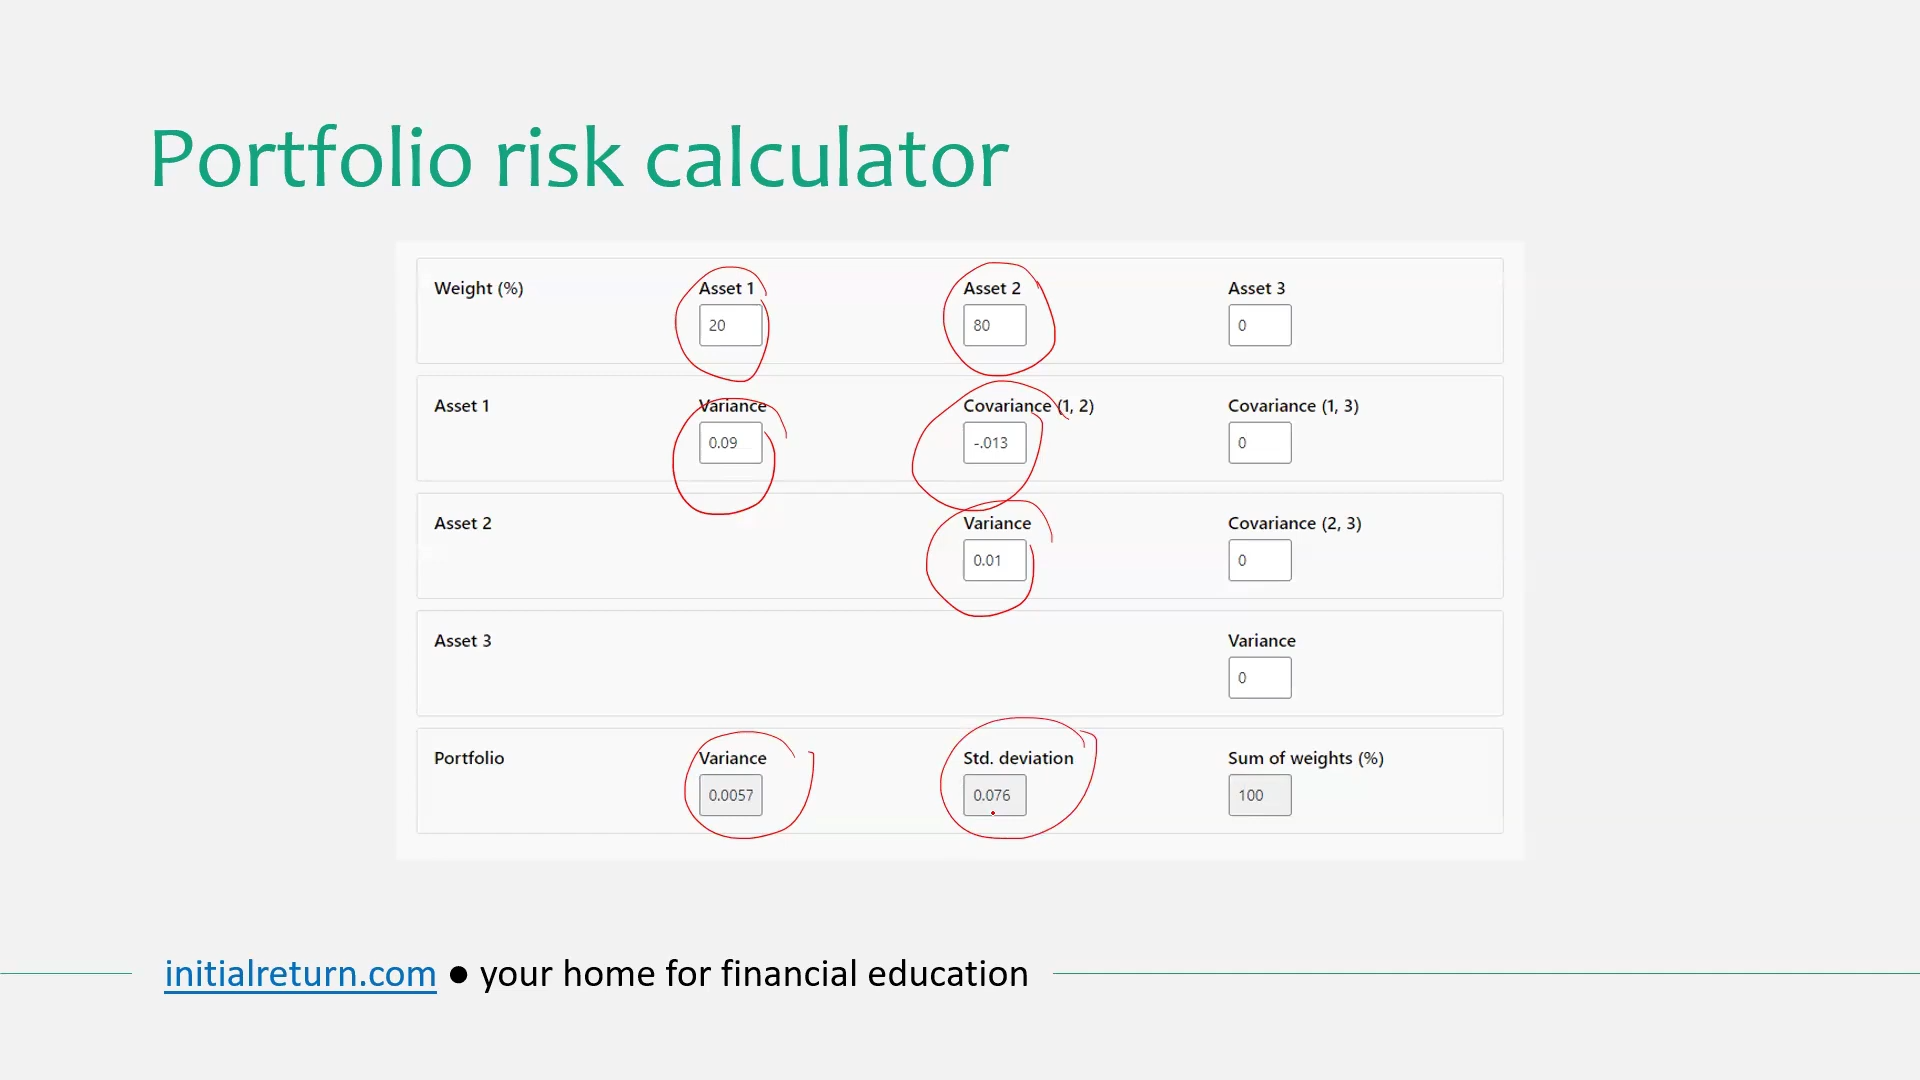 Portfolio risk calculator
Weight (%) Asset 1 Asset 2 Asset 3
20 80 0
Asset 1 Variance Covariance (1, 2) Covariance (1, 3)
0.09 -.013 0
Asset 2 Variance Covariance (2, 3)
0.01 0
Asset 3 Variance
0
Portfolio Variance Std. deviation Sum of weights (%)
0.0057 0.076 100
initialreturn.com ● your home for financial education